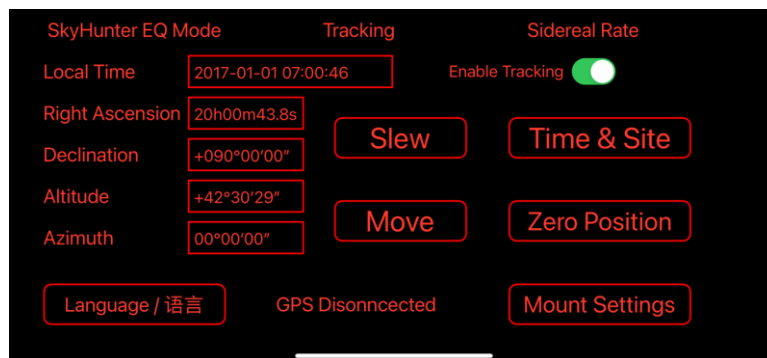 SkyHunter EQ Mode Tracking Sidereal Rate
Local Time 2017-01-01 07:00:46 Enable Tracking
Right Ascension 20h00m43.8s
Slew Time & Site
Declination +090°00′00″
Altitude +42°30′29″
Move Zero Position
Azimuth 00°00′00″
Language / 语言 GPS Disonncected Mount Settings